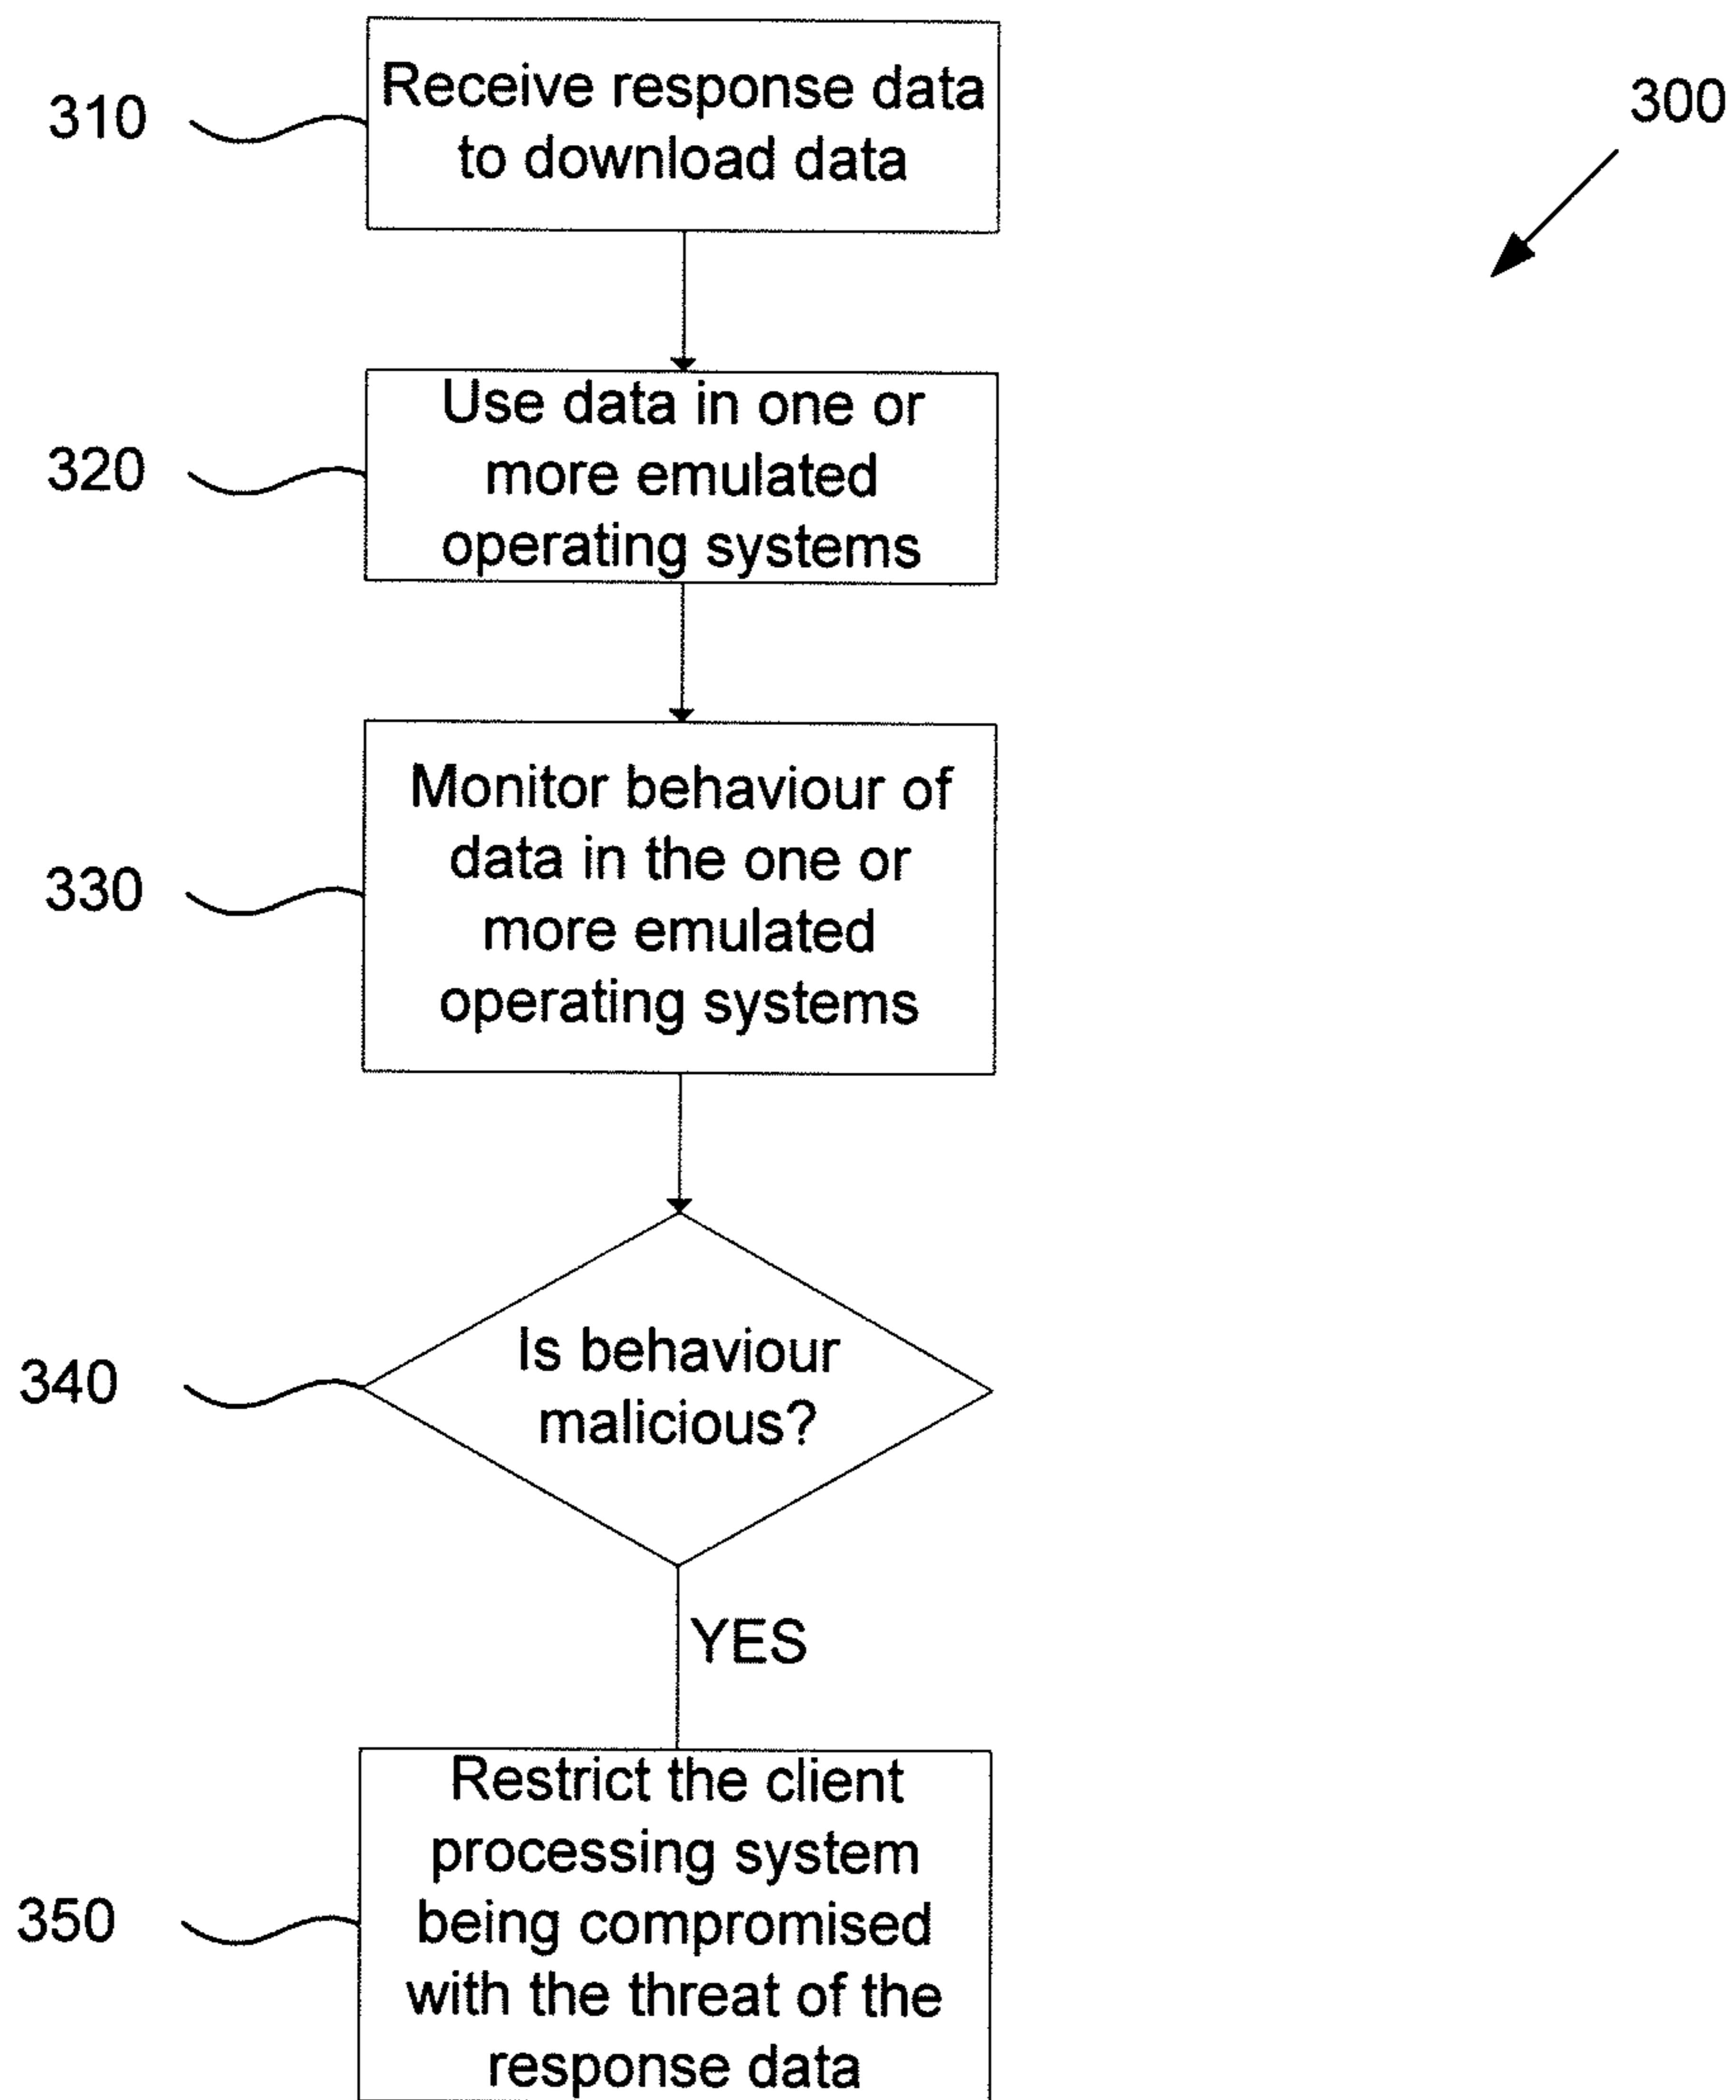 300
310
Receive response data
to download data
320
Use data in one or
more emulated
operating systems
330
Monitor behaviour of
data in the one or
more emulated
operating systems
340
Is behaviour
malicious?
YES
350
Restrict the client
processing system
being compromised
with the threat of the
response data